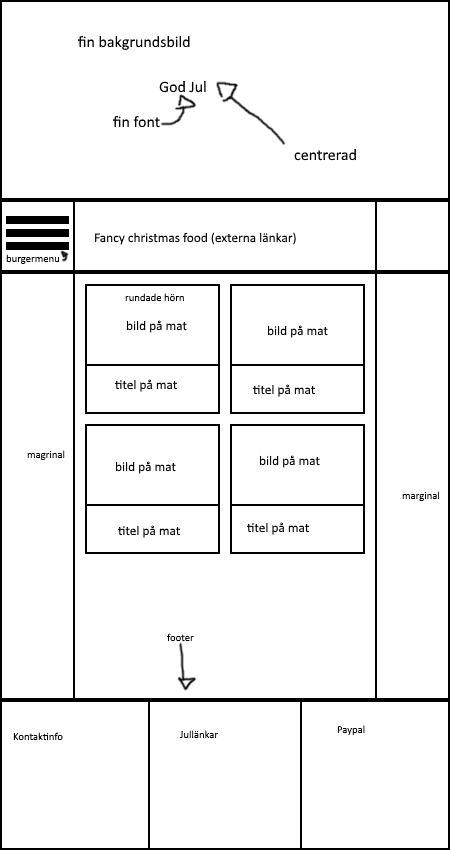 fin bakgrundsbild
God Jul
fin font
centrerad
burgermenu
Fancy christmas food (externa länkar)
rundade hörn
bild på mat
bild på mat
titel på mat
titel på mat
bild på mat
bild på mat
titel på mat
titel på mat
magrinal
marginal
footer
Kontaktinfo
Jullänkar
Paypal